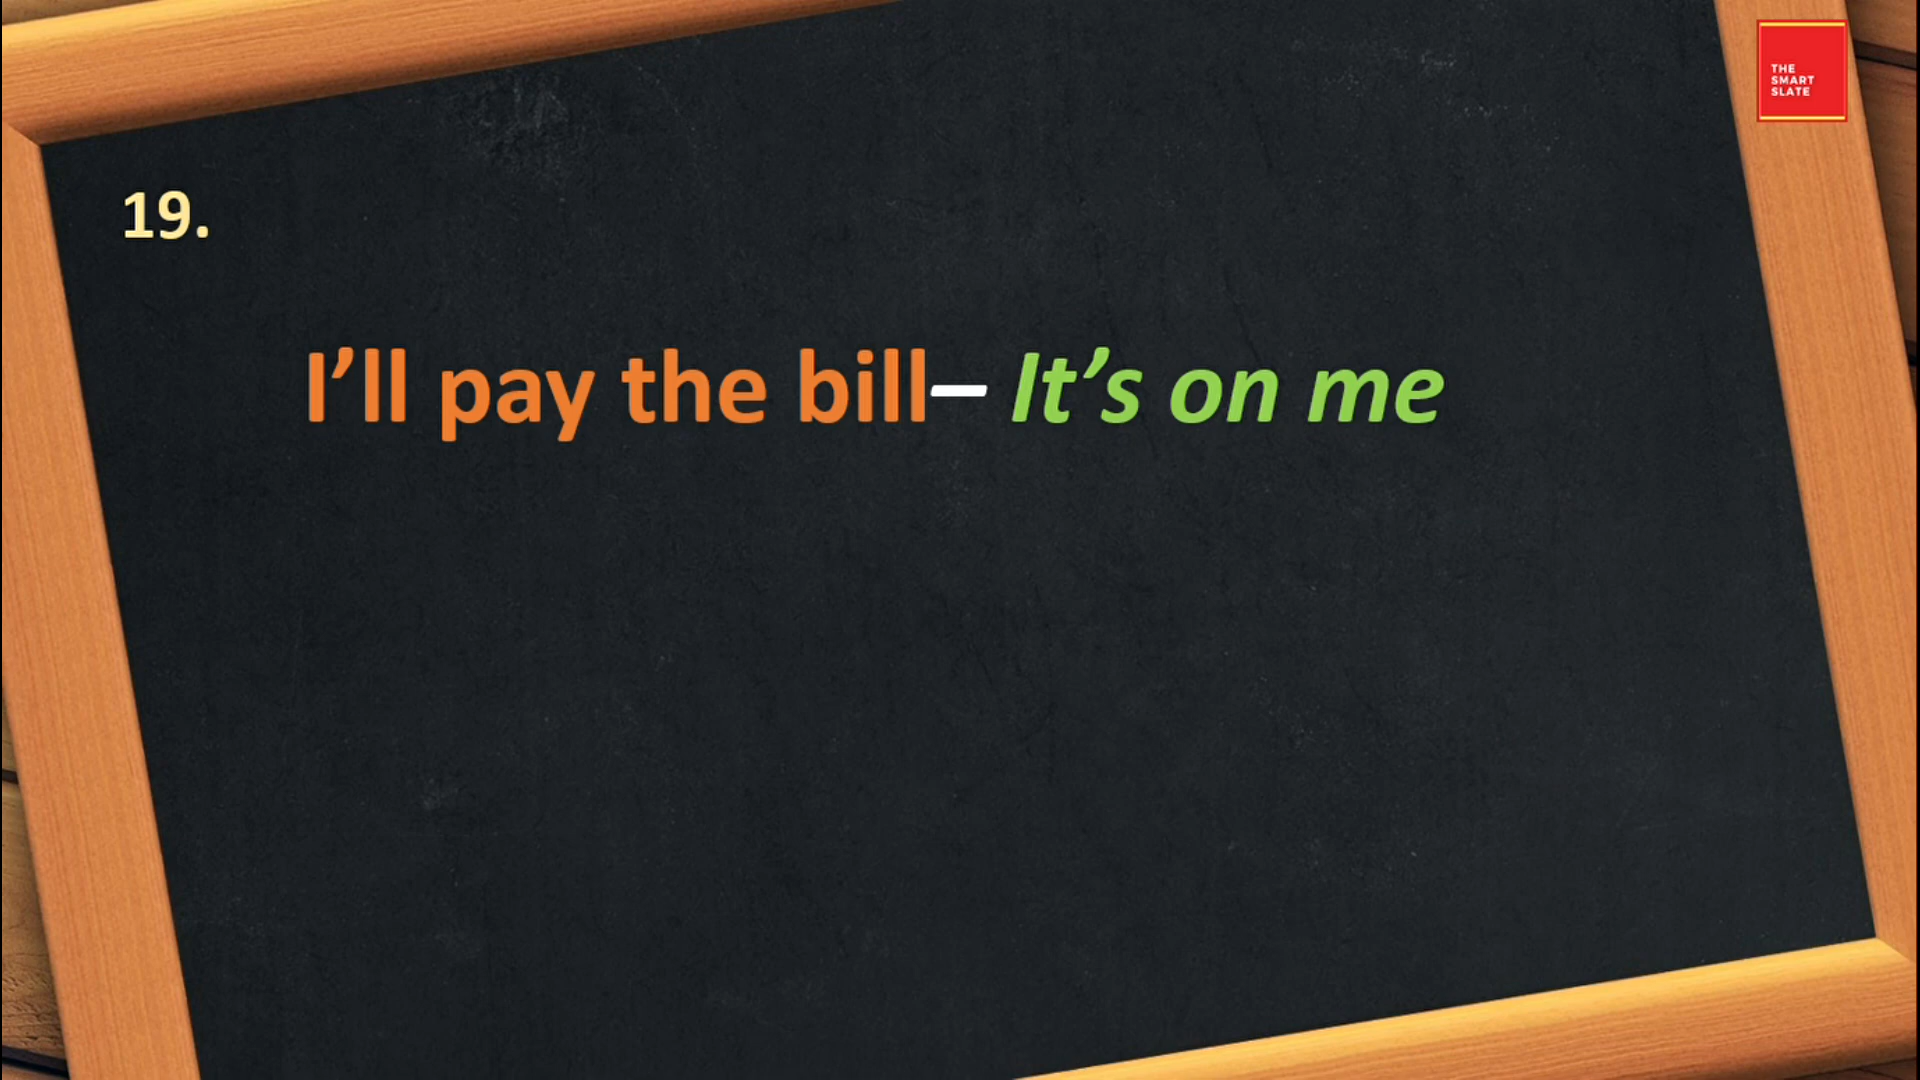 THE
SMART
SLATE
19.
I’ll pay the bill– It’s on me